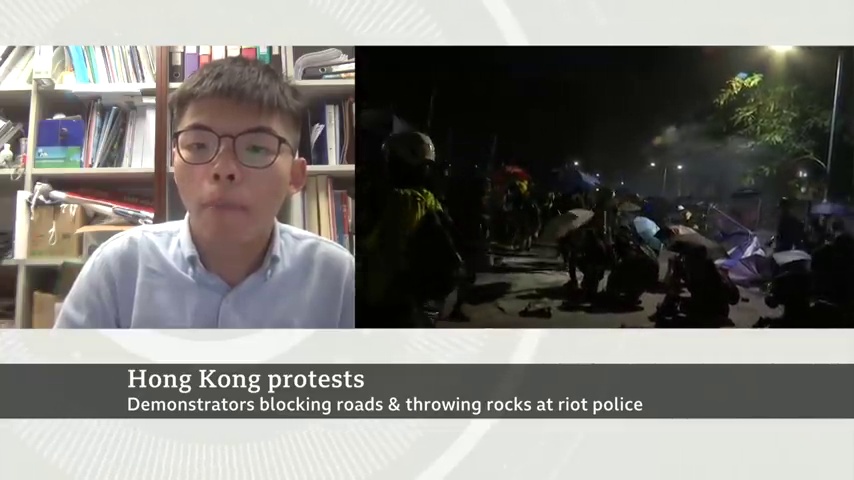 Hong Kong protests
Demonstrators blocking roads & throwing rocks at riot police